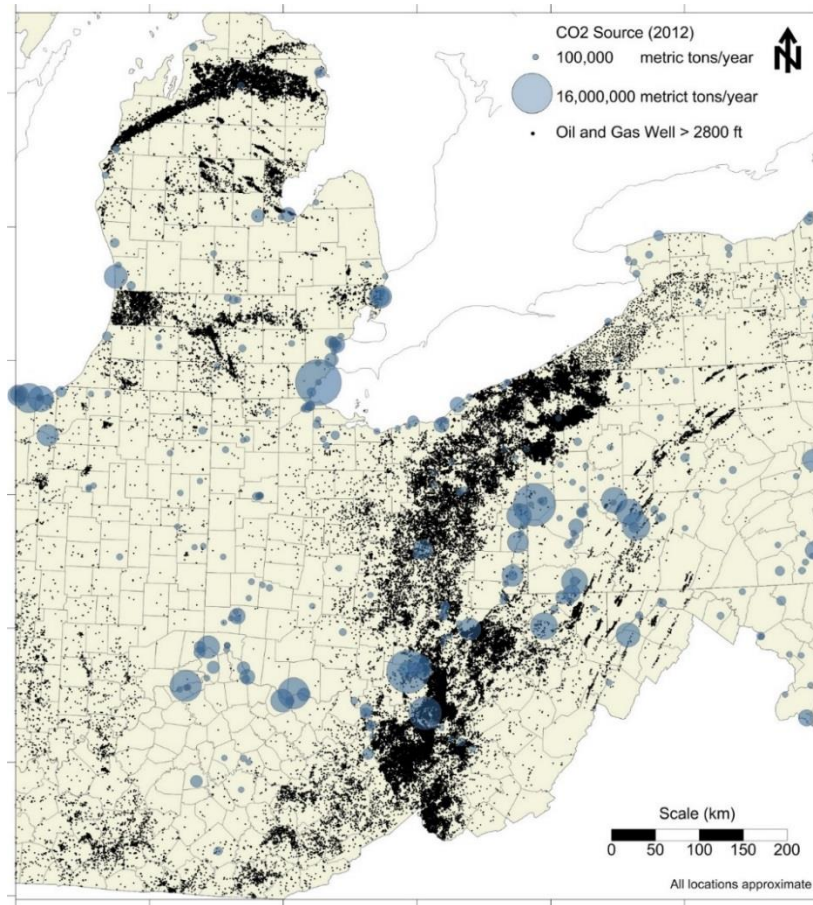 CO2 Source (2012)
100,000 metric tons/year
16,000,000 metrict tons/year
Oil and Gas Well > 2800 ft
N
Scale (km)
0 50 100 150 200
All locations approximate